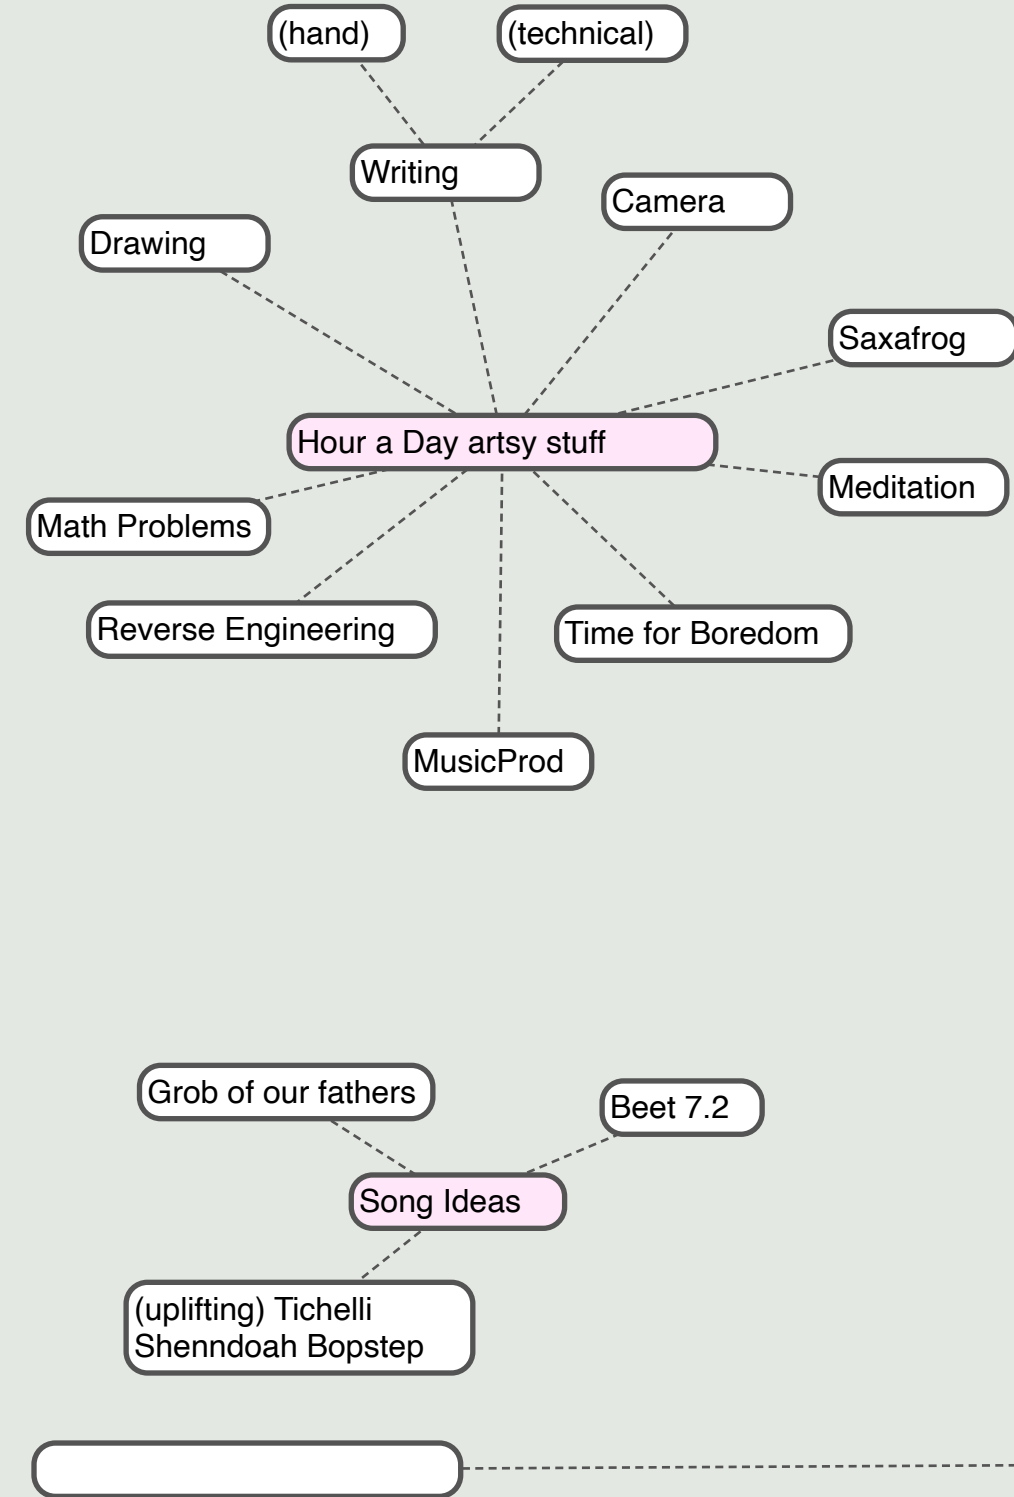 (hand)
(technical)
Writing
Camera
Drawing
Saxafrog
Hour a Day artsy stuff
Meditation
Math Problems
Reverse Engineering
Time for Boredom
MusicProd
Grob of our fathers
Beet 7.2
Song Ideas
(uplifting) Tichelli
Shenndoah Bopstep